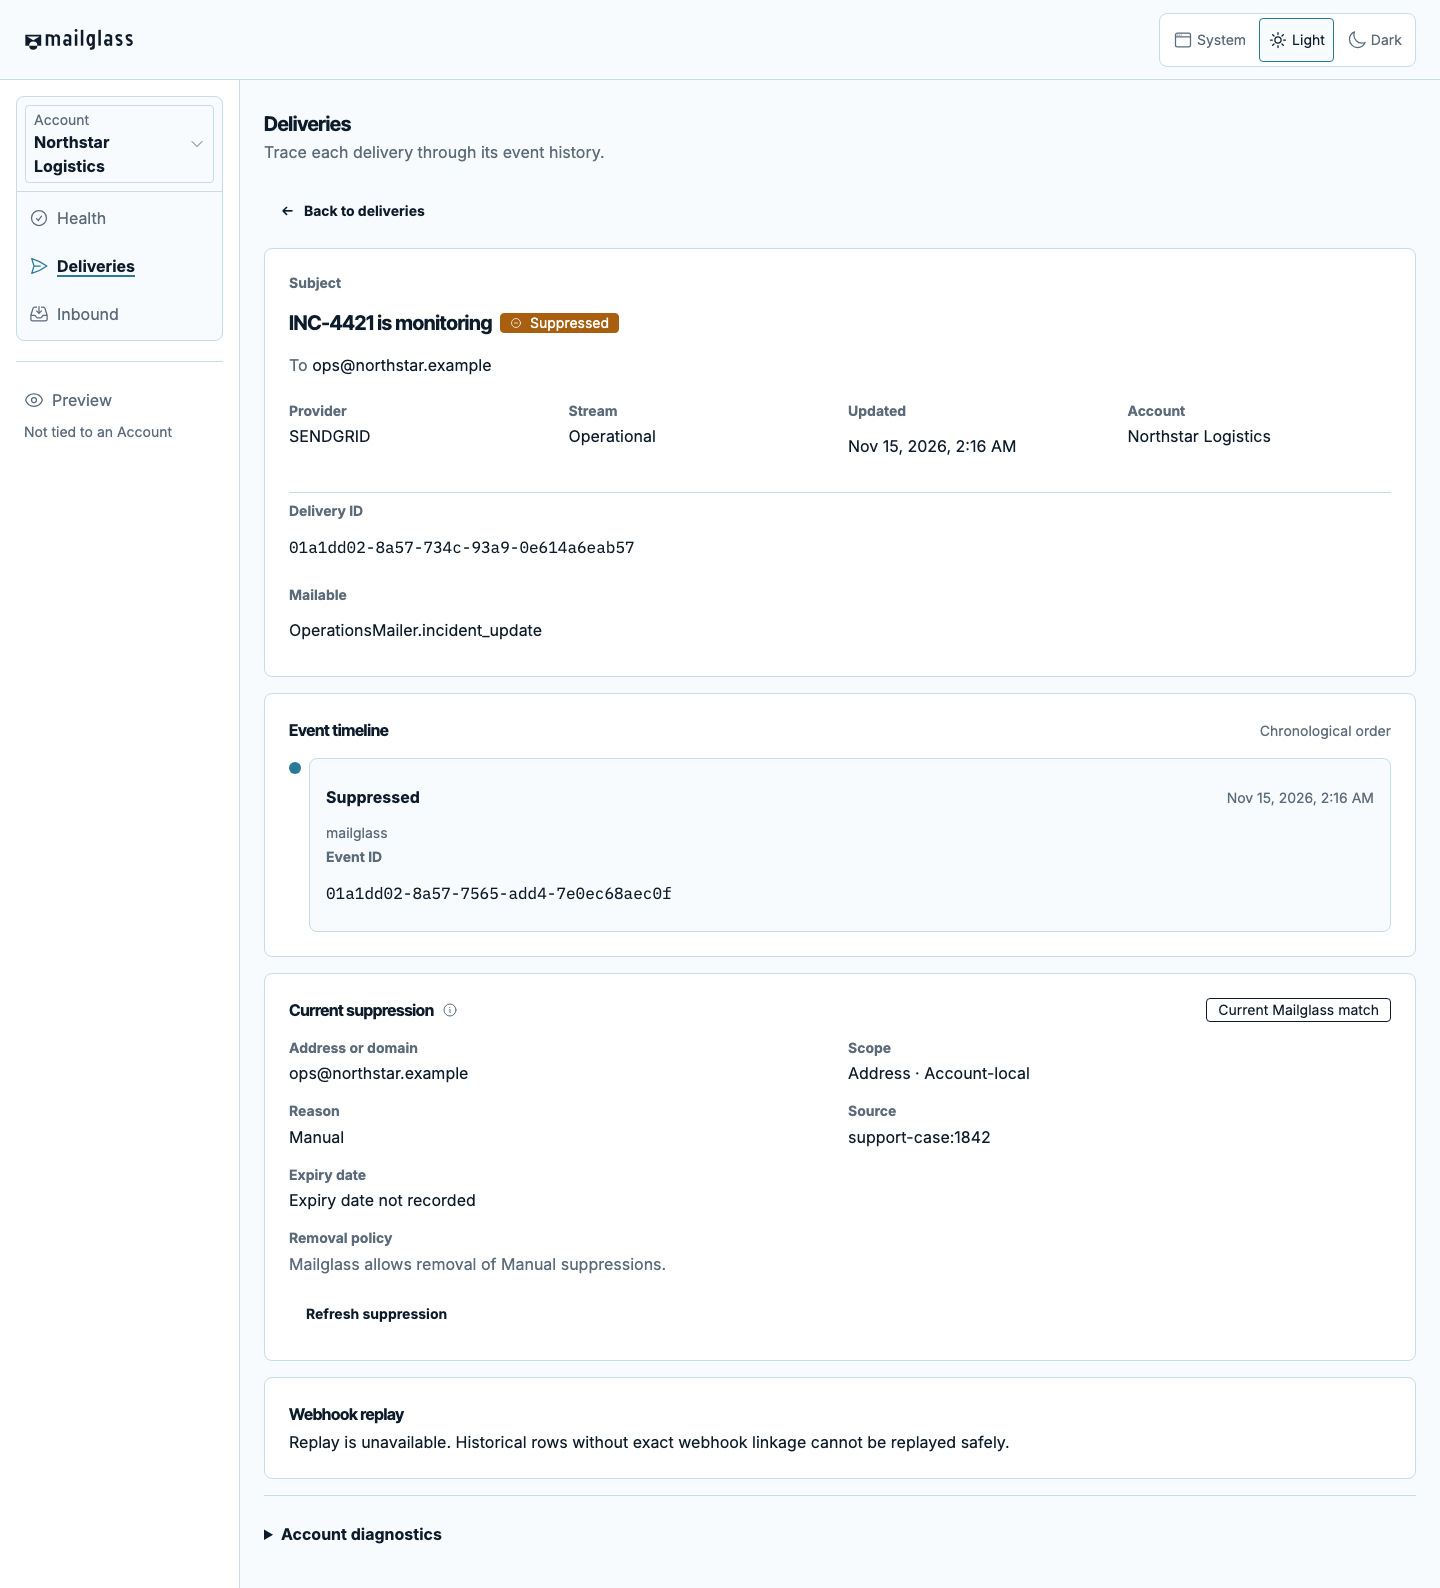 mailglass
System
Light
Dark
Account
Northstar
Logistics
Health
Deliveries
Inbound
Preview
Not tied to an Account
Deliveries
Trace each delivery through its event history.
← Back to deliveries
Subject
INC-4421 is monitoring
Suppressed
To ops@northstar.example
Provider
SENDGRID
Stream
Operational
Updated
Nov 15, 2026, 2:16 AM
Account
Northstar Logistics
Delivery ID
01a1dd02-8a57-734c-93a9-0e614a6eab57
Mailable
OperationsMailer.incident_update
Event timeline
Chronological order
Suppressed
Nov 15, 2026, 2:16 AM
mailglass
Event ID
01a1dd02-8a57-7565-add4-7e0ec68aec0f
Current suppression
Current Mailglass match
Address or domain
ops@northstar.example
Scope
Address · Account-local
Reason
Manual
Source
support-case:1842
Expiry date
Expiry date not recorded
Removal policy
Mailglass allows removal of Manual suppressions.
Refresh suppression
Webhook replay
Replay is unavailable. Historical rows without exact webhook linkage cannot be replayed safely.
Account diagnostics